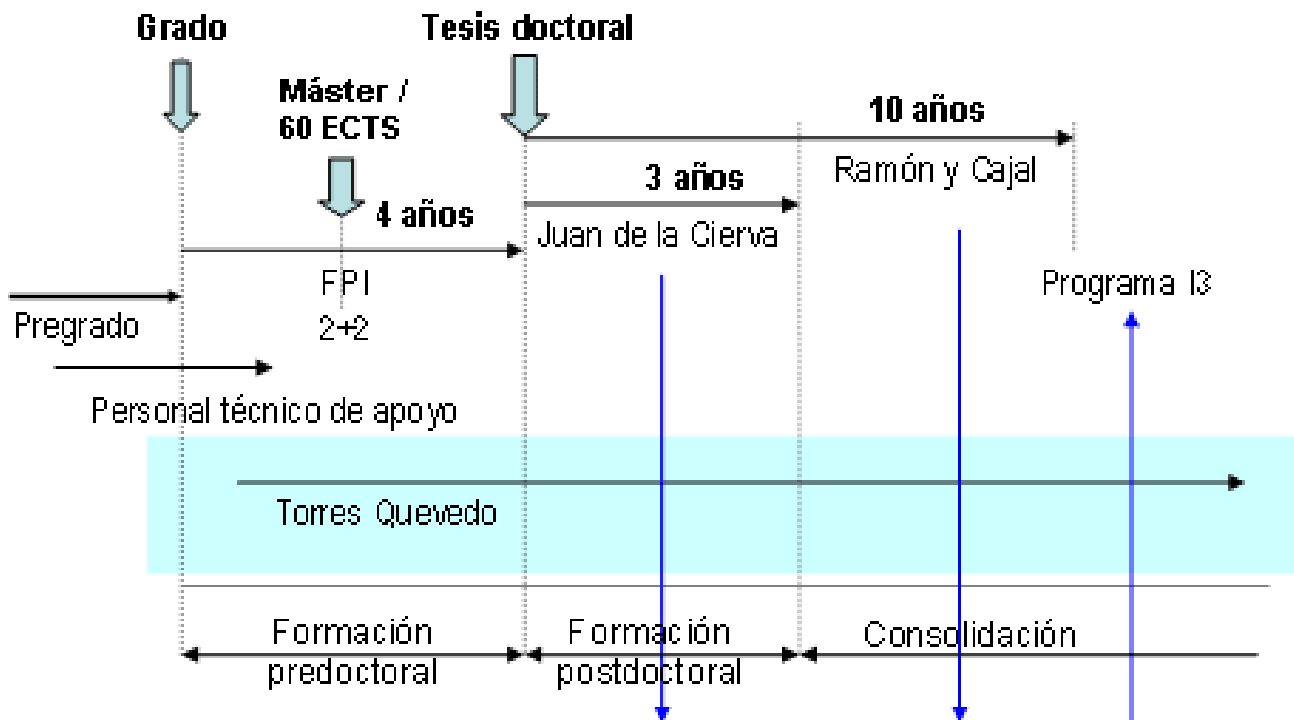 Grado
Tesis doctoral
Máster /
60 ECTS
10 años
Ramón y Cajal
3 años
4 años
Juan de la Cierva
FPI
2+2
Programa I3
Pregrado
Personal técnico de apoyo
Torres Quevedo
Formación
predoctoral
Formación
postdoctoral
Consolidación